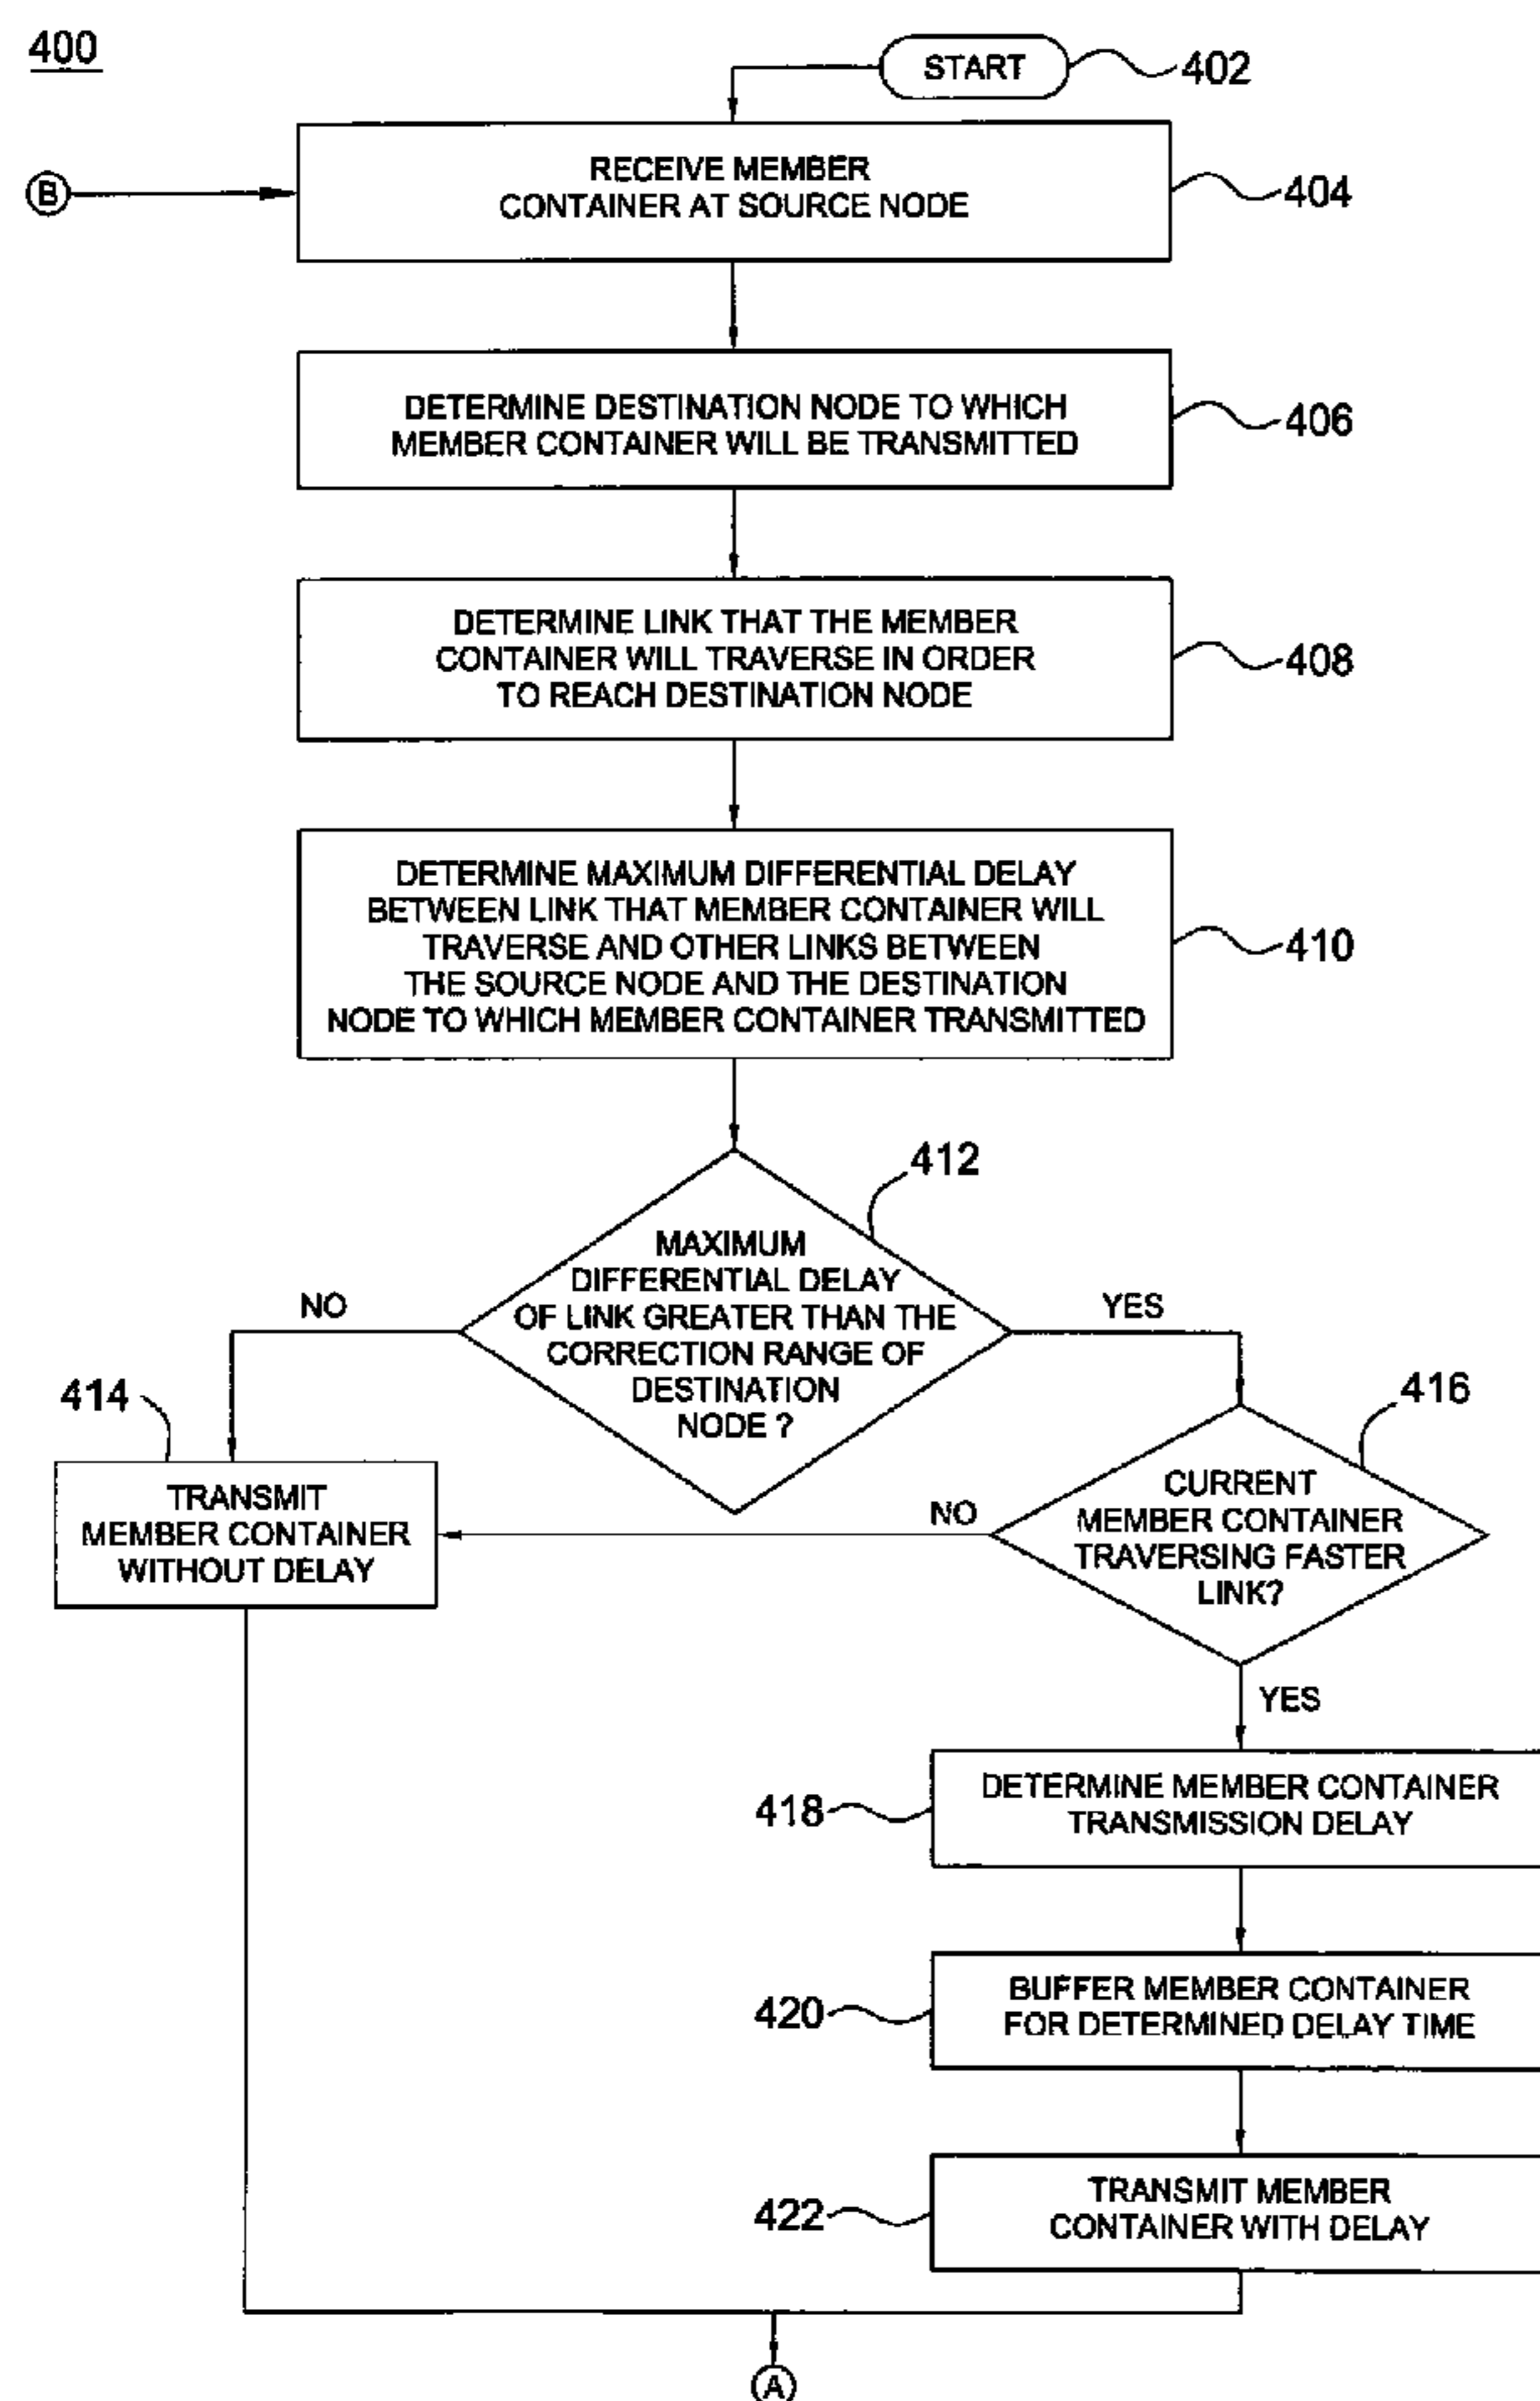 400
START
402
B
RECEIVE MEMBER
CONTAINER AT SOURCE NODE
404
DETERMINE DESTINATION NODE TO WHICH
MEMBER CONTAINER WILL BE TRANSMITTED
406
DETERMINE LINK THAT THE MEMBER
CONTAINER WILL TRAVERSE IN ORDER
TO REACH DESTINATION NODE
408
DETERMINE MAXIMUM DIFFERENTIAL DELAY
BETWEEN LINK THAT MEMBER CONTAINER WILL
TRAVERSE AND OTHER LINKS BETWEEN
THE SOURCE NODE AND THE DESTINATION
NODE TO WHICH MEMBER CONTAINER TRANSMITTED
410
412
MAXIMUM
DIFFERENTIAL DELAY
OF LINK GREATER THAN THE
CORRECTION RANGE OF
DESTINATION
NODE ?
NO
YES
414
TRANSMIT
MEMBER CONTAINER
WITHOUT DELAY
416
CURRENT
MEMBER CONTAINER
TRAVERSING FASTER
LINK?
NO
YES
418
DETERMINE MEMBER CONTAINER
TRANSMISSION DELAY
420
BUFFER MEMBER CONTAINER
FOR DETERMINED DELAY TIME
422
TRANSMIT MEMBER
CONTAINER WITH DELAY
A